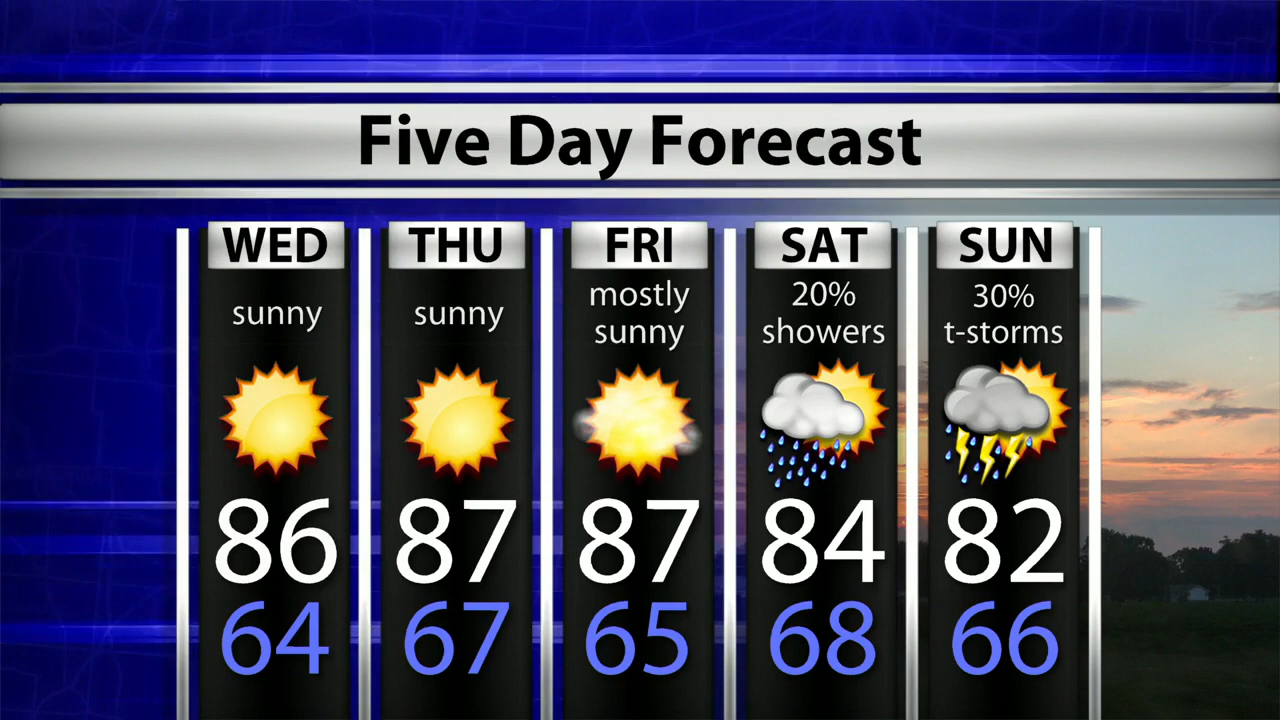 Five Day Forecast
WED
sunny
86
64
THU
sunny
87
67
FRI
mostly
sunny
87
65
SAT
20%
showers
84
68
SUN
30%
t-storms
82
66